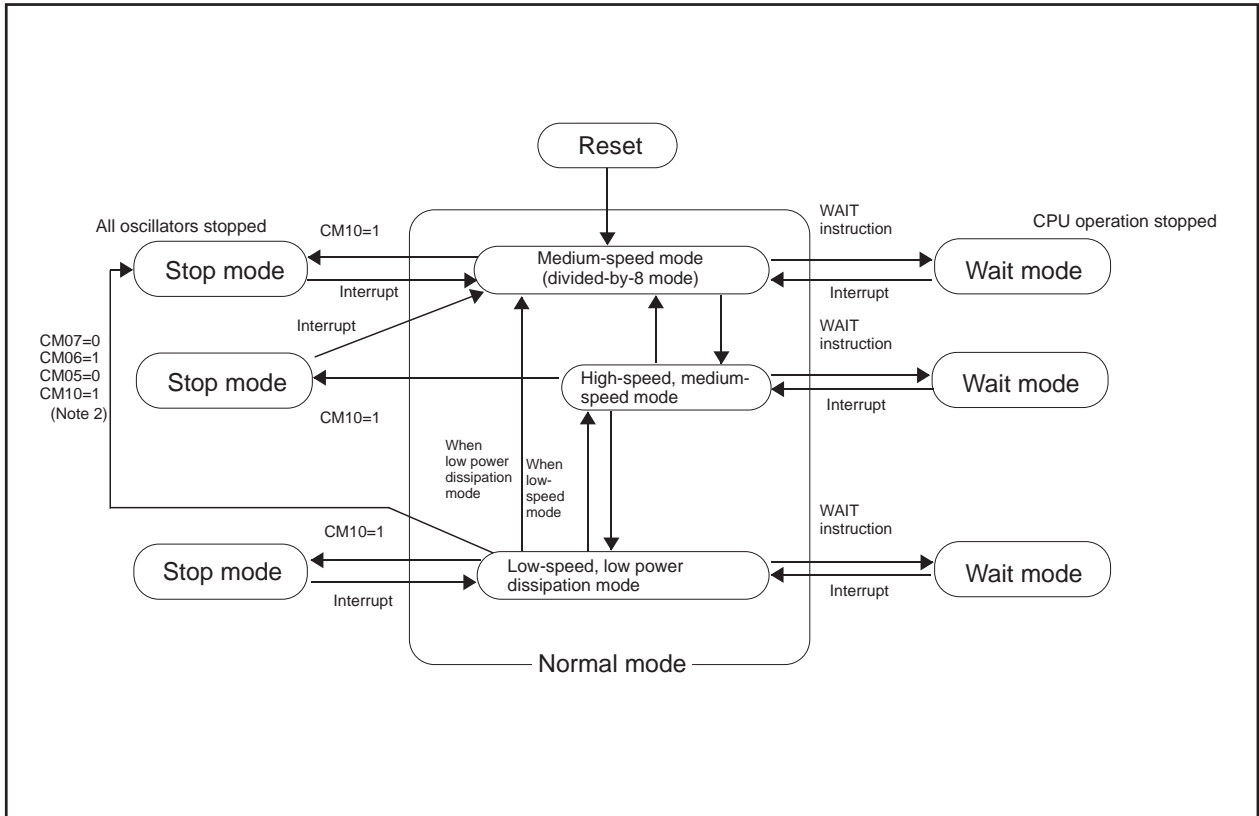 Reset
All oscillators stopped
CM10=1
WAIT
instruction
CPU operation stopped
Stop mode
Medium-speed mode
(divided-by-8 mode)
Wait mode
Interrupt
Interrupt
Interrupt
CM07=0
CM06=1
CM05=0
CM10=1
(Note 2)
WAIT
instruction
Stop mode
High-speed, medium-
speed mode
Wait mode
CM10=1
Interrupt
When
low power
dissipation
mode
When
low-
speed
mode
CM10=1
WAIT
instruction
Stop mode
Low-speed, low power
dissipation mode
Wait mode
Interrupt
Interrupt
Normal mode